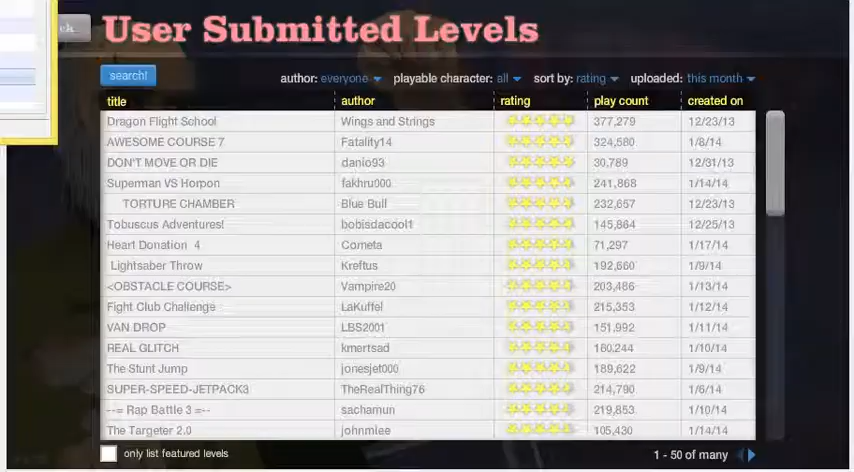 User Submitted Levels
search! author: everyone playable character: all sort by: rating uploaded: this month
title author rating play count created on
Dragon Flight School Wings and Strings 377,279 12/23/13
AWESOME COURSE 7 Fatality14 324,580 1/8/14
DON'T MOVE OR DIE danio93 30,789 12/31/13
Superman VS Horpon fakhru000 241,868 1/14/14
TORTURE CHAMBER Blue Bull 232,657 12/23/13
Tobuscus Adventures! bobisdacool1 145,864 12/25/13
Heart Donation 4 Cometa 71,297 1/17/14
Lightsaber Throw Kreftus 192,660 1/9/14
<OBSTACLE COURSE> Vampire20 203,486 1/13/14
Fight Club Challenge LaKuffel 215,353 1/12/14
VAN DROP LBS2001 151,992 1/11/14
REAL GLITCH kmertsad 160,244 1/10/14
The Stunt Jump jonesjet000 189,622 1/9/14
SUPER-SPEED-JETPACK3 TheRealThing76 214,790 1/6/14
--= Rap Battle 3 =-- sachamun 219,853 1/10/14
The Targeter 2.0 105,430 1/14/14
only list featured levels 1 - 50 of many